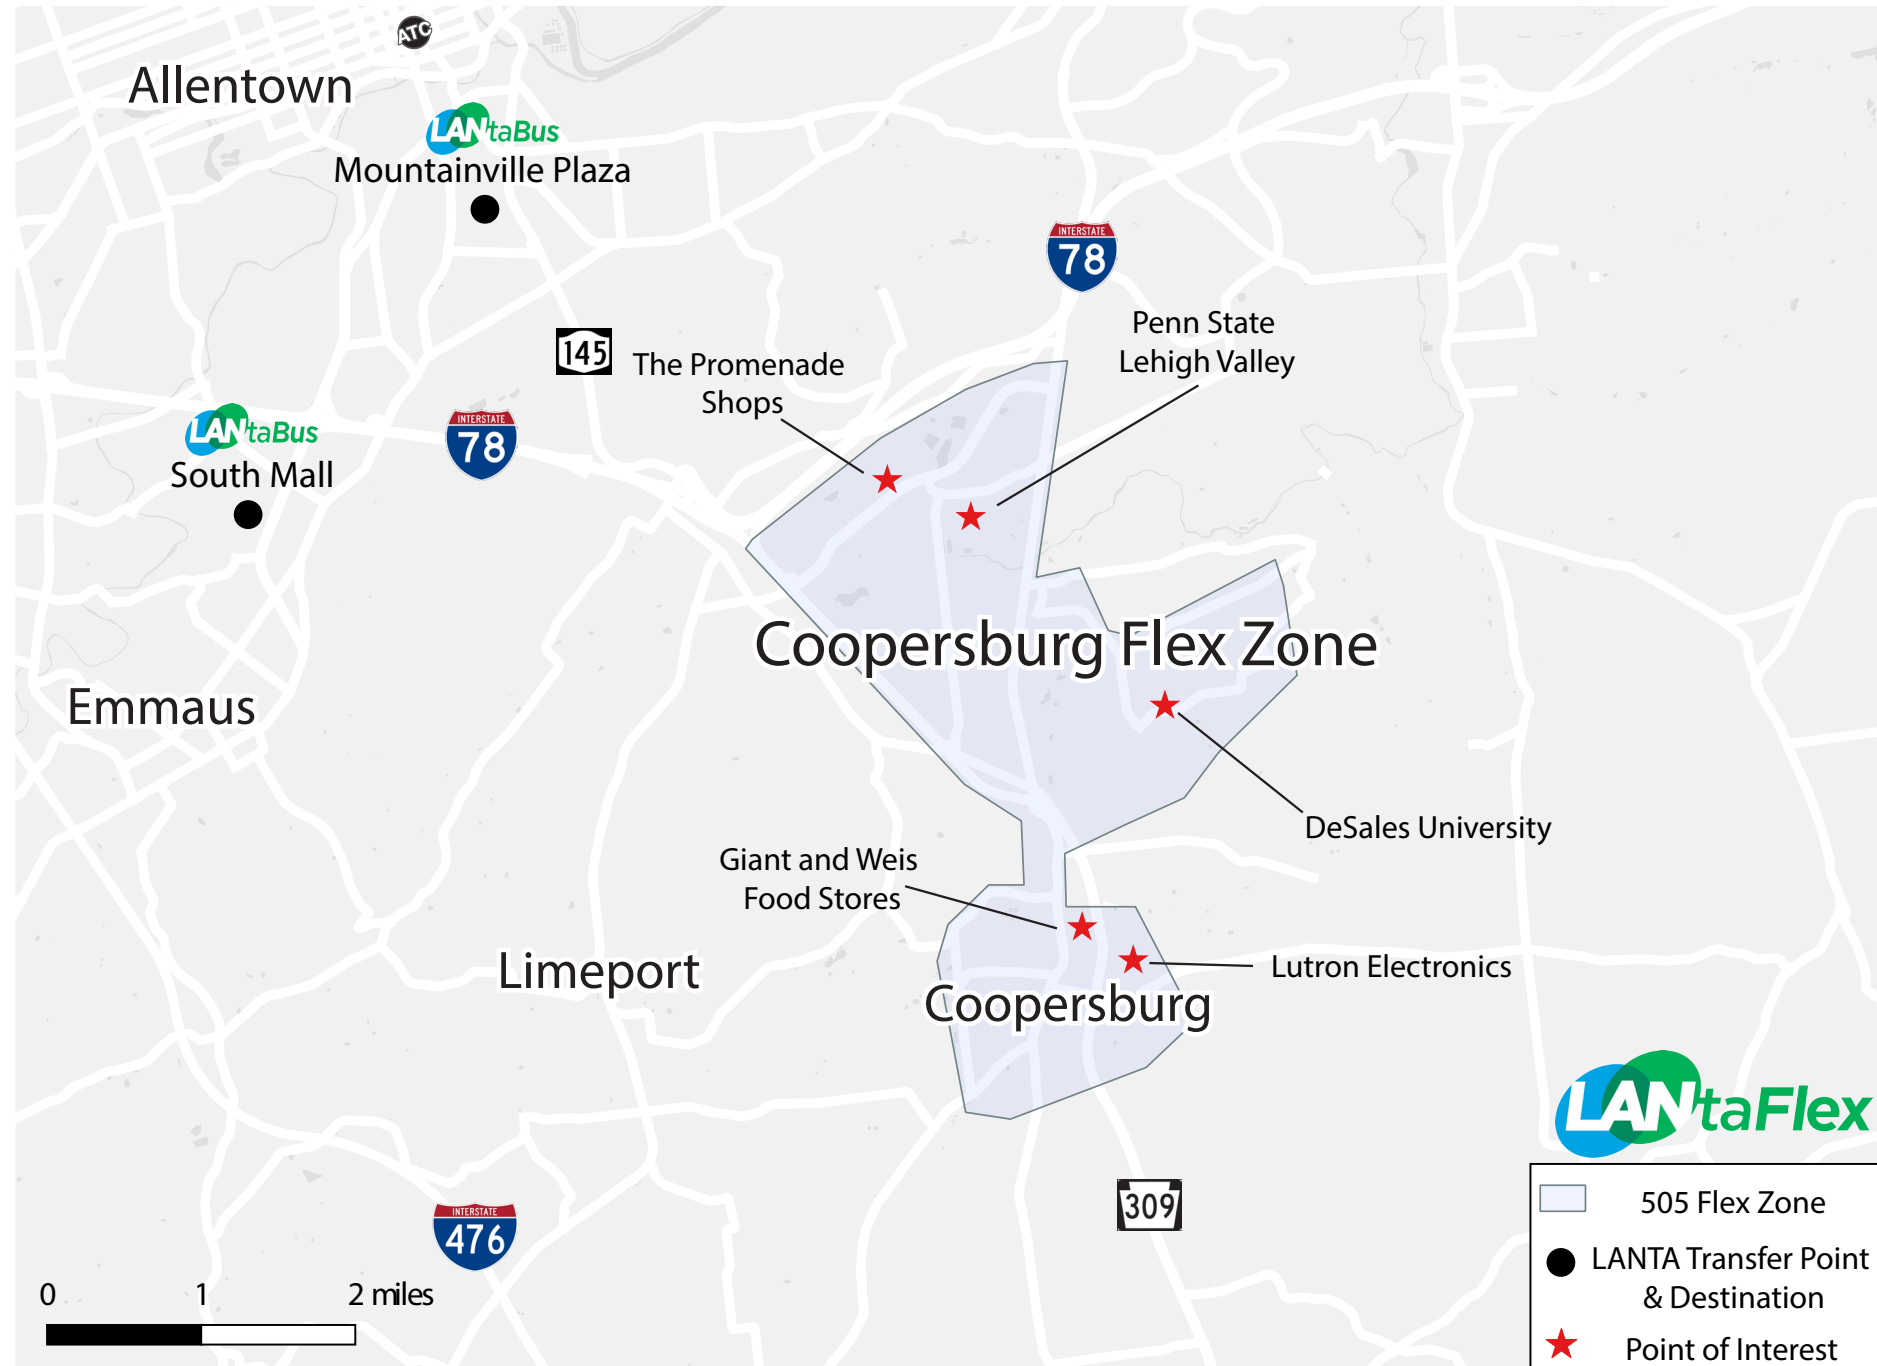 ATC
Allentown
LANtaBus
Mountainville Plaza
INTERSTATE
78
Penn State
Lehigh Valley
145
The Promenade
Shops
LANtaBus
South Mall
INTERSTATE
78
Coopersburg Flex Zone
Emmaus
DeSales University
Giant and Weis
Food Stores
Limeport
Lutron Electronics
Coopersburg
LANtaFlex
309
INTERSTATE
476
505 Flex Zone
LANTA Transfer Point
& Destination
Point of Interest
0 1 2 miles